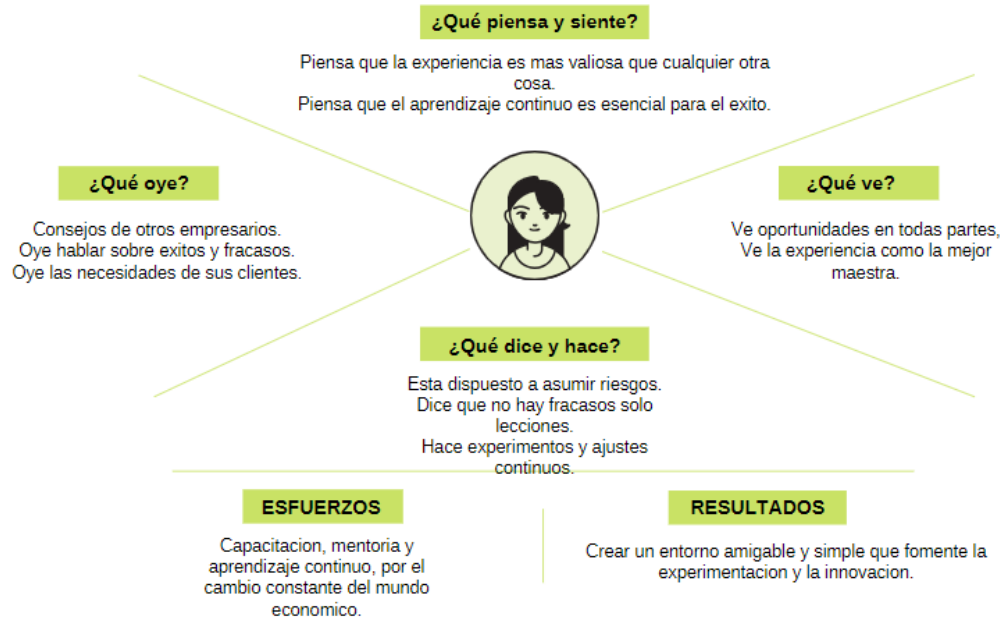 ¿Qué piensa y siente?
Piensa que la experiencia es mas valiosa que cualquier otra
cosa.
Piensa que el aprendizaje continuo es esencial para el exito.
¿Qué oye?
Consejos de otros empresarios.
Oye hablar sobre exitos y fracasos.
Oye las necesidades de sus clientes.
¿Qué ve?
Ve oportunidades en todas partes,
Ve la experiencia como la mejor
maestra.
¿Qué dice y hace?
Esta dispuesto a asumir riesgos.
Dice que no hay fracasos solo
lecciones.
Hace experimentos y ajustes
continuos.
ESFUERZOS
Capacitacion, mentoria y
aprendizaje continuo, por el
cambio constante del mundo
economico.
RESULTADOS
Crear un entorno amigable y simple que fomente la
experimentacion y la innovacion.